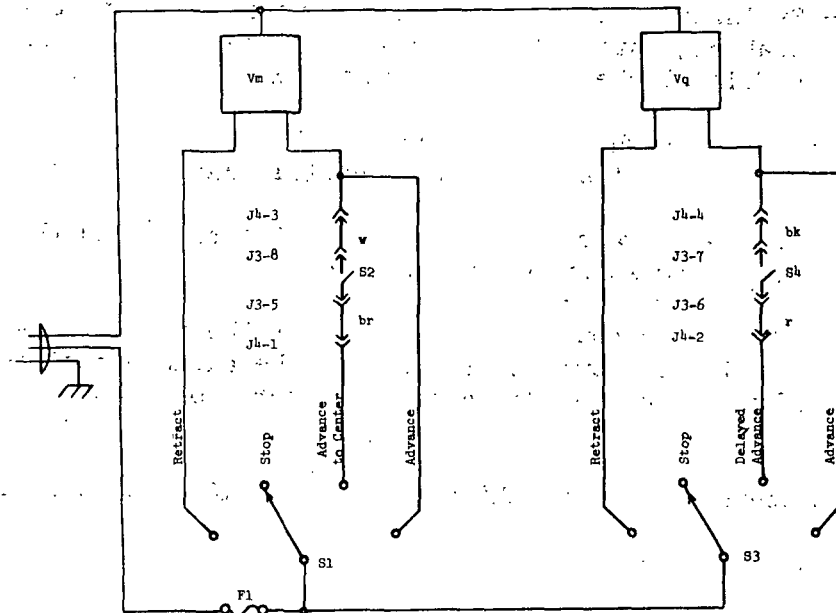 Vm
Vq
J4-3
J3-8
J3-5
J4-1
w
S2
br
J4-4
J3-7
J3-6
J4-2
bk
S4
r
Retract
Stop
Advance
to Center
Advance
Retract
Stop
Delayed
Advance
Advance
S1
S3
F1